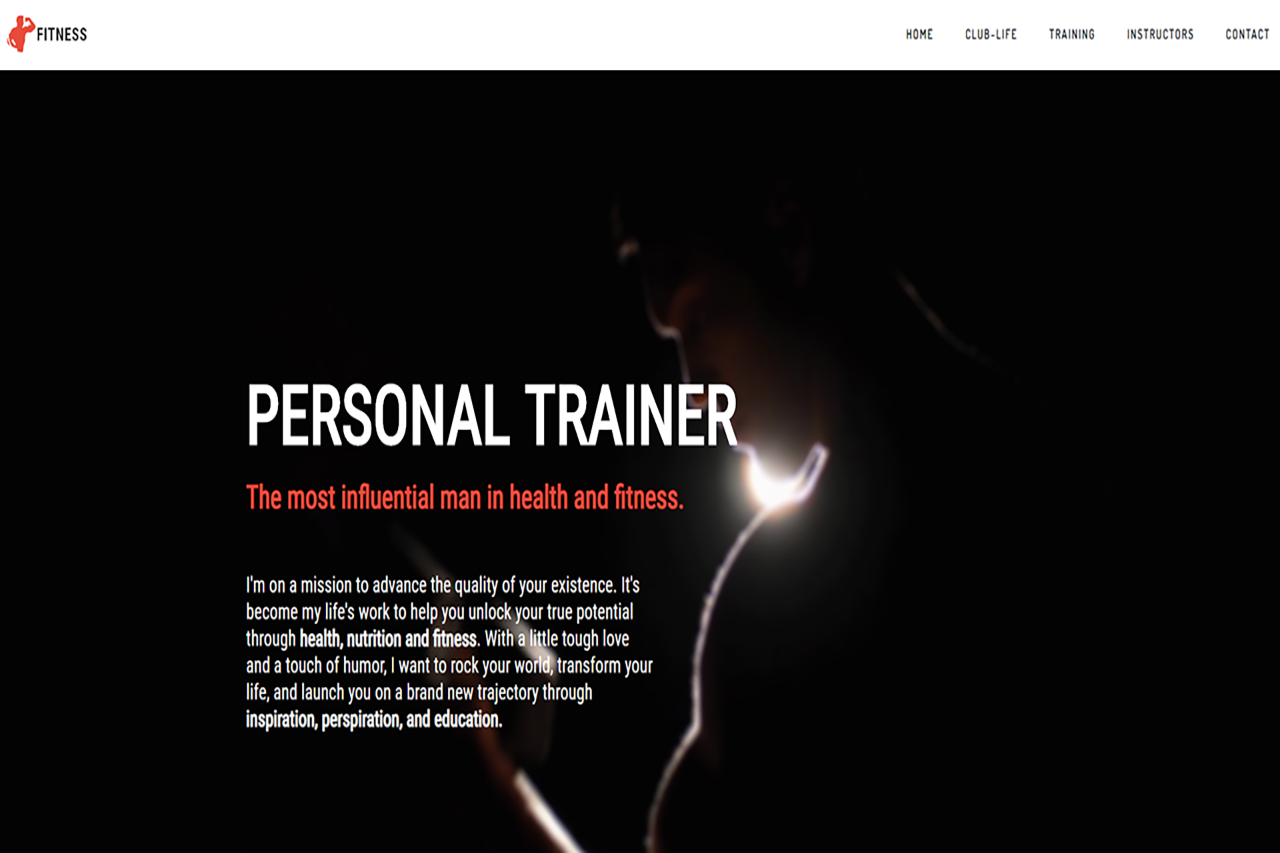 FITNESS
HOME
CLUB-LIFE
TRAINING
INSTRUCTORS
CONTACT
PERSONAL TRAINER
The most influential man in health and fitness.
I'm on a mission to advance the quality of your existence. It's
become my life's work to help you unlock your true potential
through health, nutrition and fitness. With a little tough love
and a touch of humor, I want to rock your world, transform your
life, and launch you on a brand new trajectory through
inspiration, perspiration, and education.